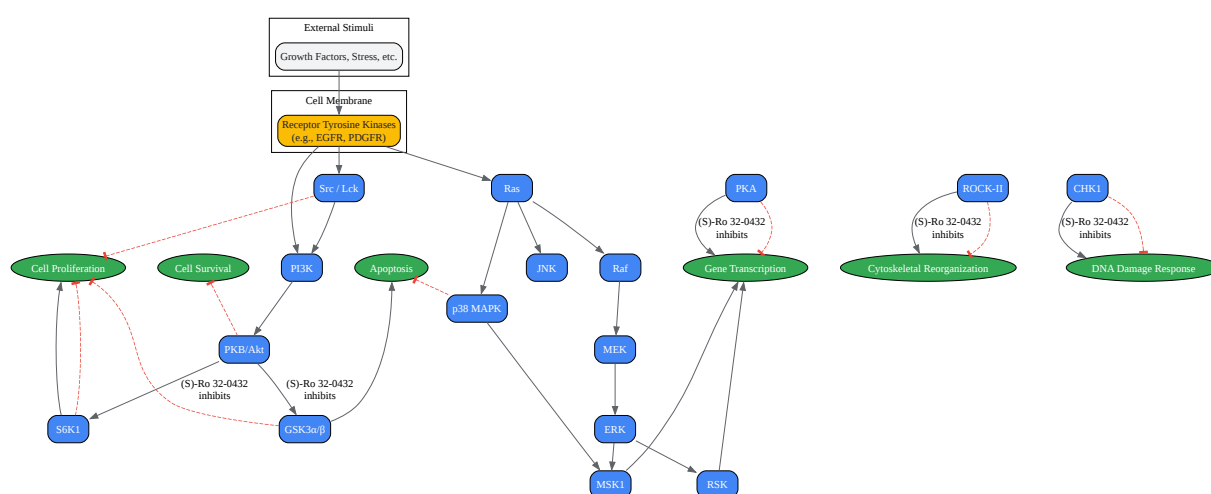 External Stimuli
Growth Factors, Stress, etc.
Cell Membrane
Receptor Tyrosine Kinases
(e.g., EGFR, PDGFR)
Src / Lck
Ras
PKA
ROCK-II
CHK1
(S)-Ro 32-0432
inhibits
(S)-Ro 32-0432
inhibits
(S)-Ro 32-0432
inhibits
Cell Proliferation
Cell Survival
PI3K
Apoptosis
JNK
Raf
Gene Transcription
Cytoskeletal Reorganization
DNA Damage Response
p38 MAPK
PKB/Akt
MEK
(S)-Ro 32-0432
inhibits
(S)-Ro 32-0432
inhibits
S6K1
GSK3α/β
ERK
MSK1
RSK